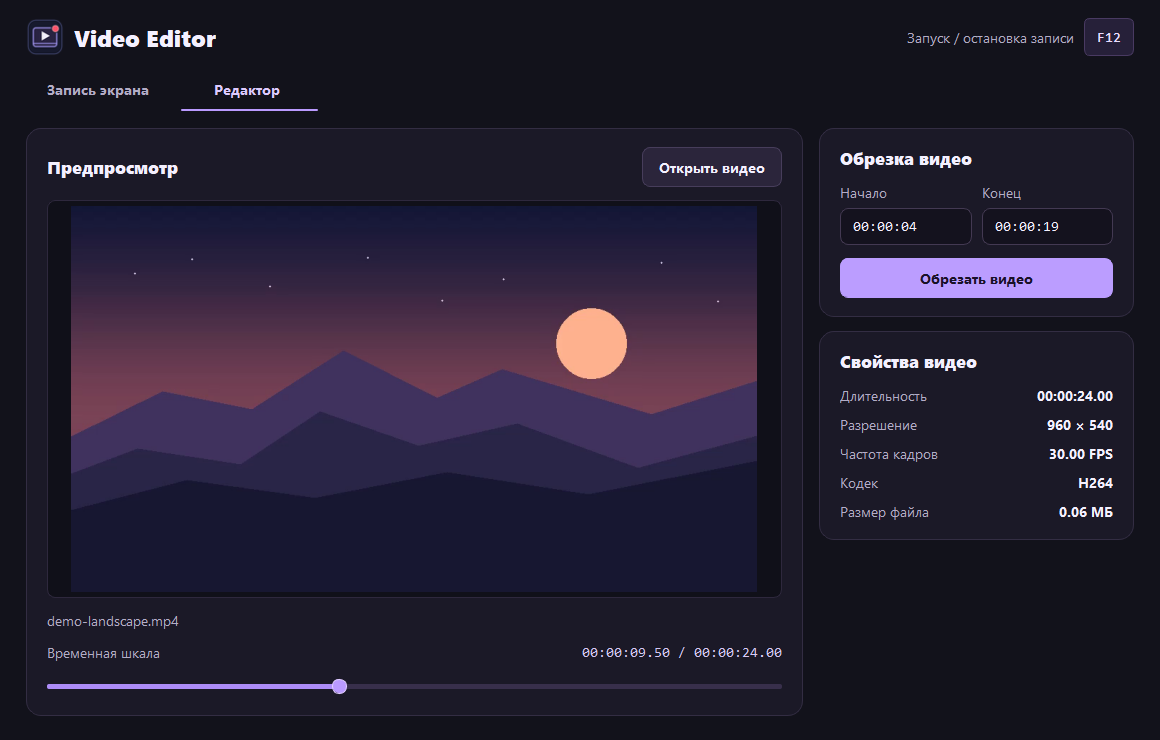 Video Editor
Запуск / остановка записи
F12
Запись экрана
Редактор
Предпросмотр
Открыть видео
demo-landscape.mp4
Временная шкала
00:00:09.50 / 00:00:24.00
Обрезка видео
Начало
Конец
00:00:04
00:00:19
Обрезать видео
Свойства видео
Длительность 00:00:24.00
Разрешение 960 × 540
Частота кадров 30.00 FPS
Кодек H264
Размер файла 0.06 МБ